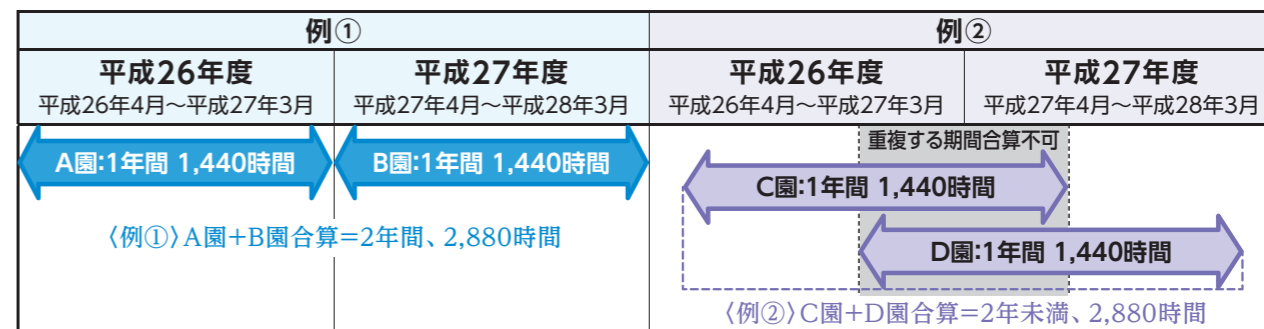 例①
例②
平成26年度
平成26年4月～平成27年3月
平成27年度
平成27年4月～平成28年3月
平成26年度
平成26年4月～平成27年3月
平成27年度
平成27年4月～平成28年3月
A園:1年間 1,440時間
B園:1年間 1,440時間
〈例①〉A園+B園合算=2年間、2,880時間
重複する期間合算不可
C園:1年間 1,440時間
D園:1年間 1,440時間
〈例②〉C園+D園合算=2年未満、2,880時間